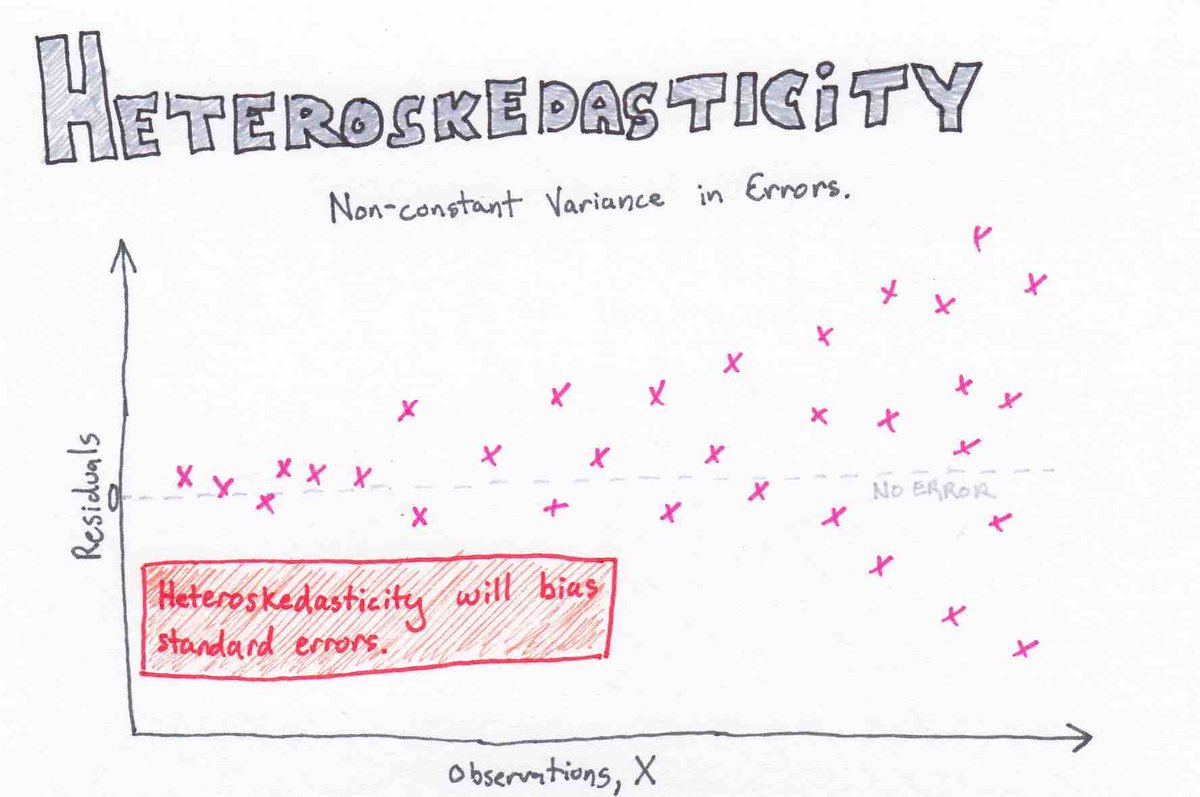 HETEROSKEDASTICiTY
Non-constant Variance in Errors.
Residuals
0
NO ERROR
Heteroskedasticity will bias
standard errors.
Observations, X